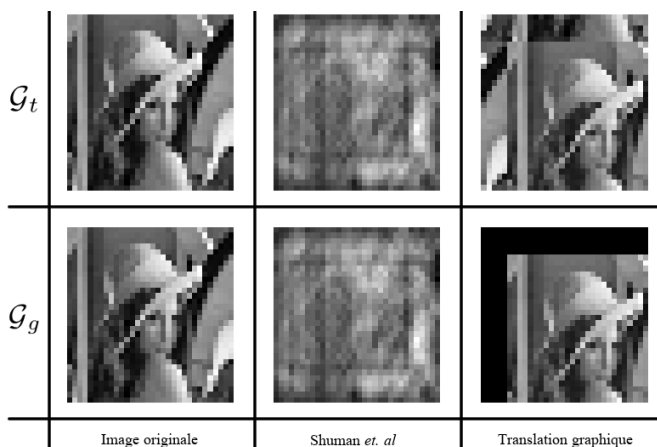 𝒢t
𝒢g
Image originale
Shuman et. al
Translation graphique